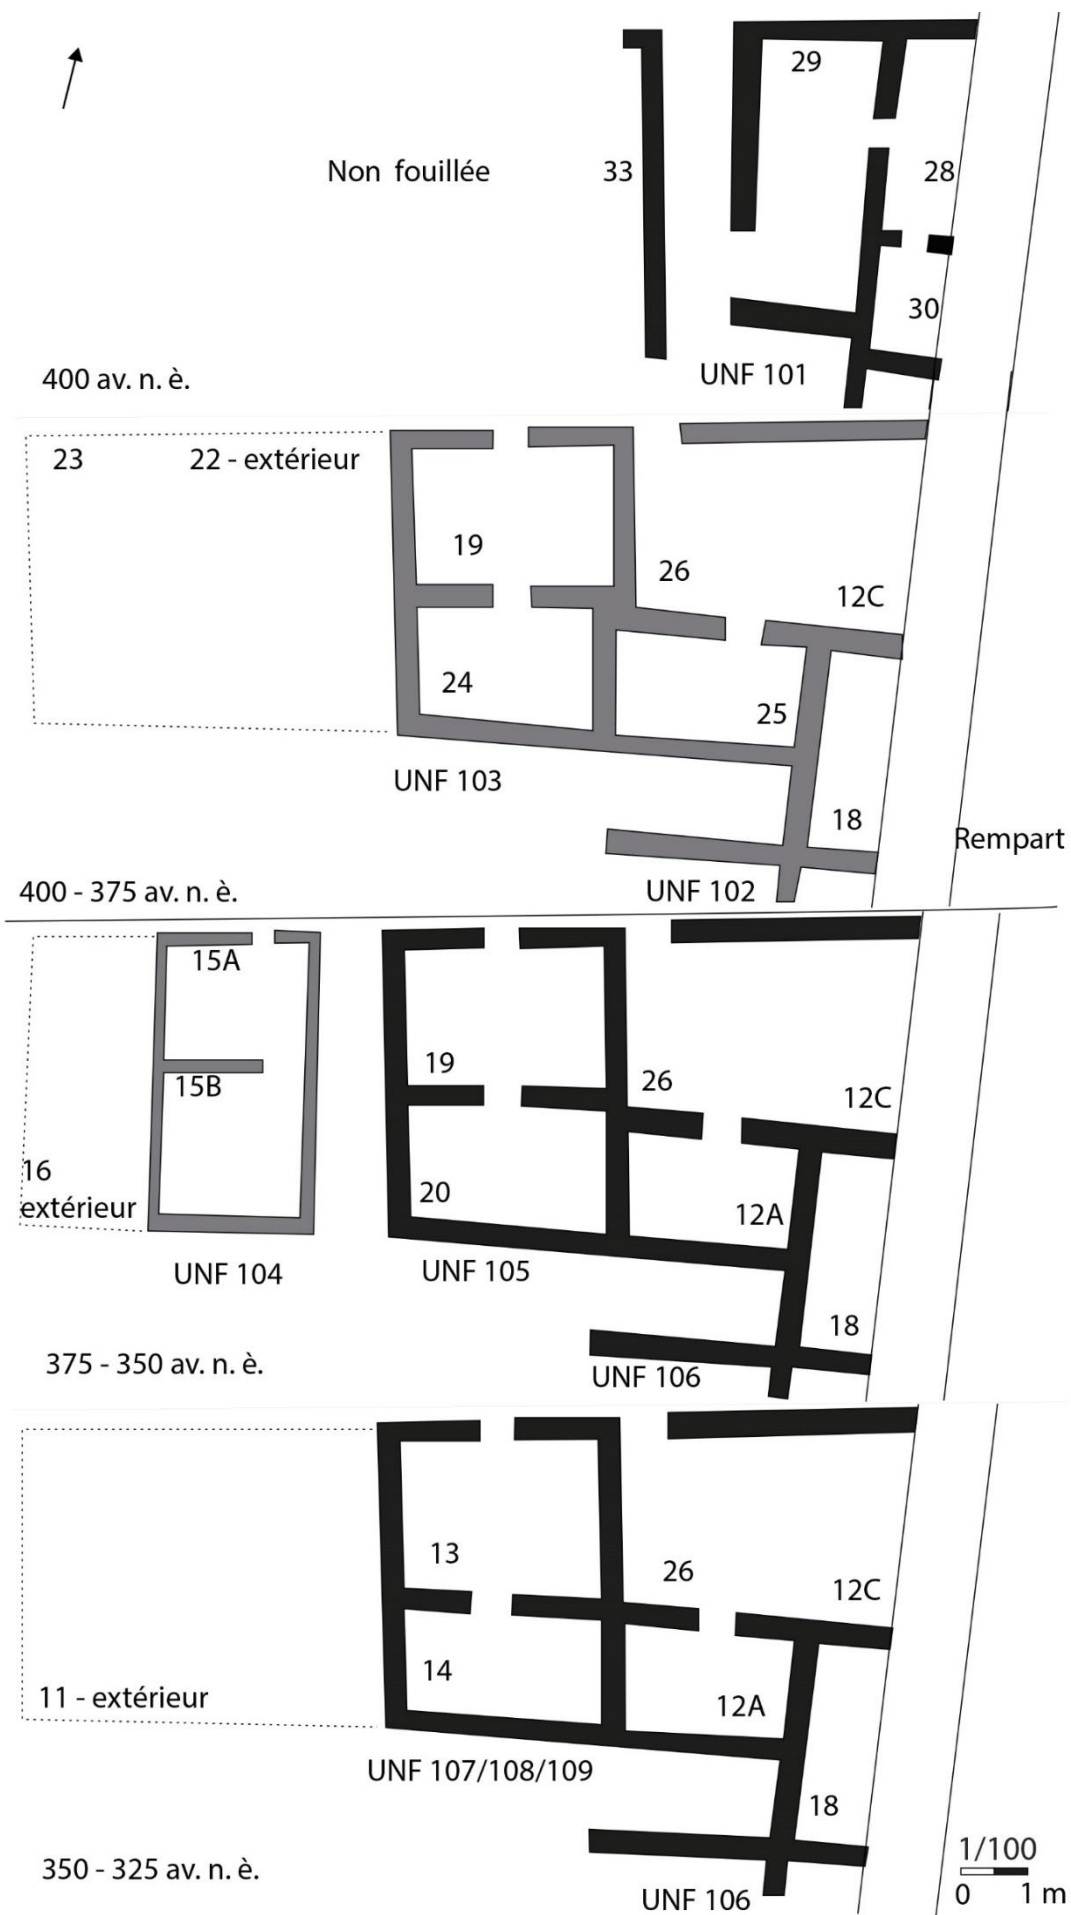 29
Non fouillée
33
28
30
UNF 101
400 av. n. è.
23
22 - extérieur
19
26
12C
24
25
UNF 103
18
Rempart
UNF 102
400 - 375 av. n. è.
15A
19
26
15B
12C
16
extérieur
20
12A
UNF 104
UNF 105
18
375 - 350 av. n. è.
UNF 106
13
26
12C
14
11 - extérieur
12A
UNF 107/108/109
18
350 - 325 av. n. è.
1/100
0 1 m
UNF 106